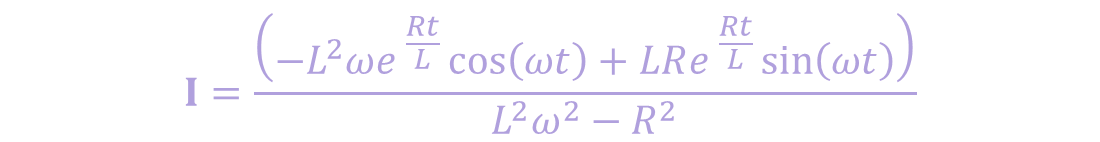 I = (−L²ωe^(Rt/L) cos(ωt) + LRe^(Rt/L) sin(ωt)) / (L²ω² − R²)